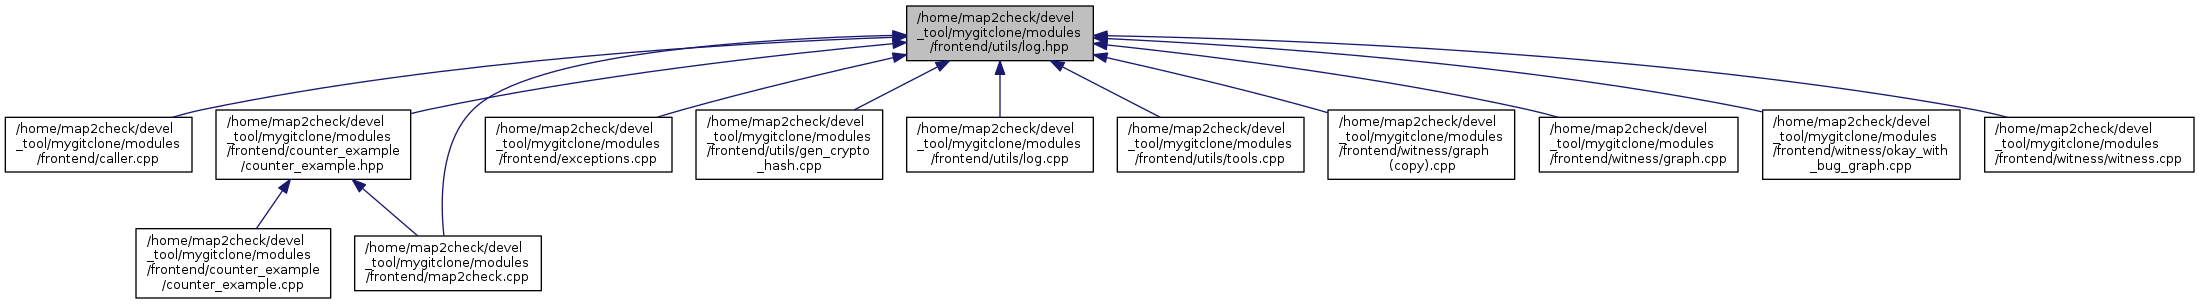 /home/map2check/devel
_tool/mygitclone/modules
/frontend/utils/log.hpp
/home/map2check/devel
_tool/mygitclone/modules
/frontend/caller.cpp
/home/map2check/devel
_tool/mygitclone/modules
/frontend/counter_example
/counter_example.hpp
/home/map2check/devel
_tool/mygitclone/modules
/frontend/exceptions.cpp
/home/map2check/devel
_tool/mygitclone/modules
/frontend/utils/gen_crypto
_hash.cpp
/home/map2check/devel
_tool/mygitclone/modules
/frontend/utils/log.cpp
/home/map2check/devel
_tool/mygitclone/modules
/frontend/utils/tools.cpp
/home/map2check/devel
_tool/mygitclone/modules
/frontend/witness/graph
(copy).cpp
/home/map2check/devel
_tool/mygitclone/modules
/frontend/witness/graph.cpp
/home/map2check/devel
_tool/mygitclone/modules
/frontend/witness/okay_with
_bug_graph.cpp
/home/map2check/devel
_tool/mygitclone/modules
/frontend/witness/witness.cpp
/home/map2check/devel
_tool/mygitclone/modules
/frontend/counter_example
/counter_example.cpp
/home/map2check/devel
_tool/mygitclone/modules
/frontend/map2check.cpp